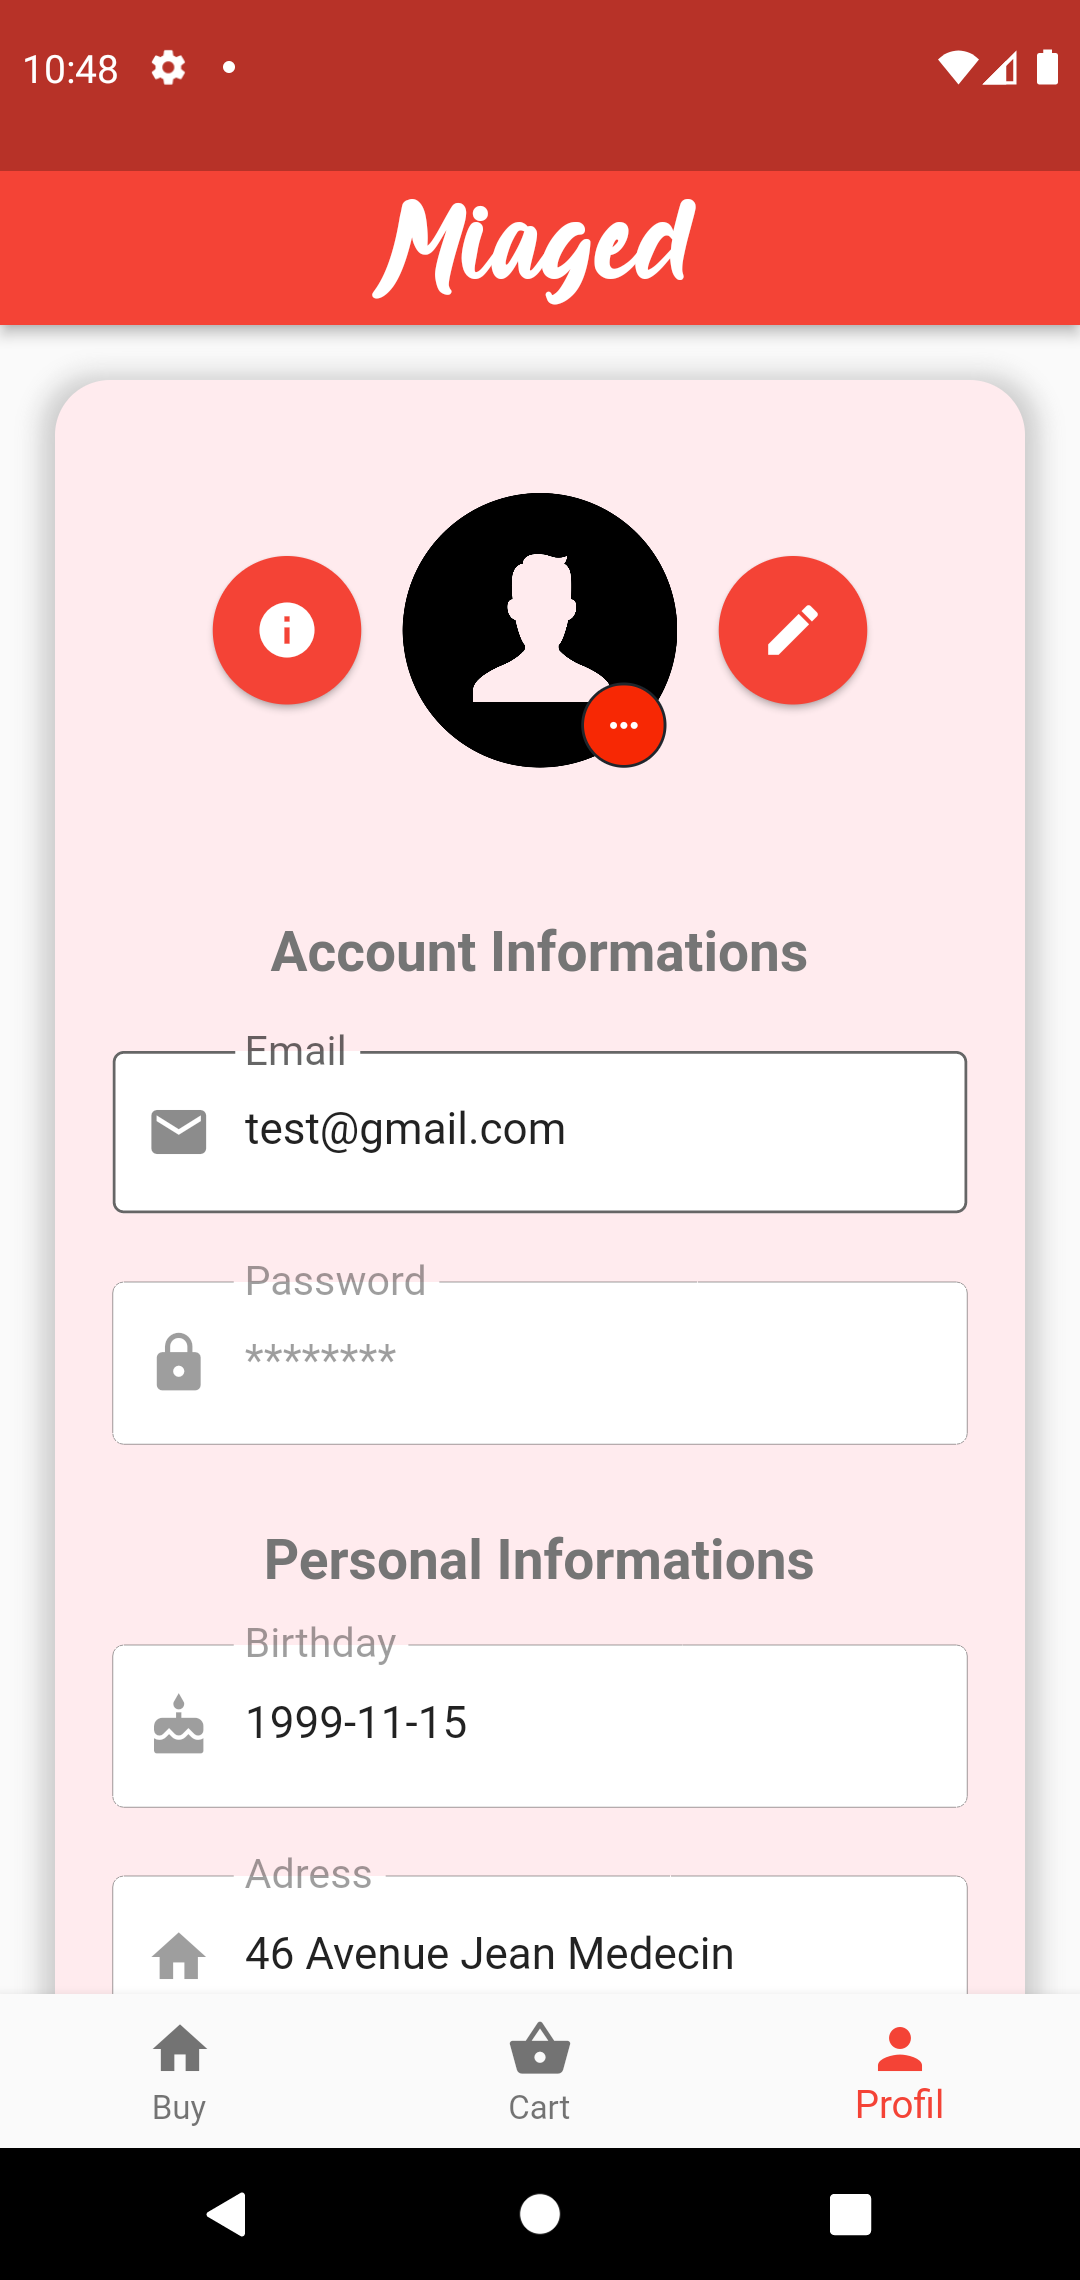 10:48
Miaged
Account Informations
Email
test@gmail.com
Password
********
Personal Informations
Birthday
1999-11-15
Adress
46 Avenue Jean Medecin
Buy
Cart
Profil